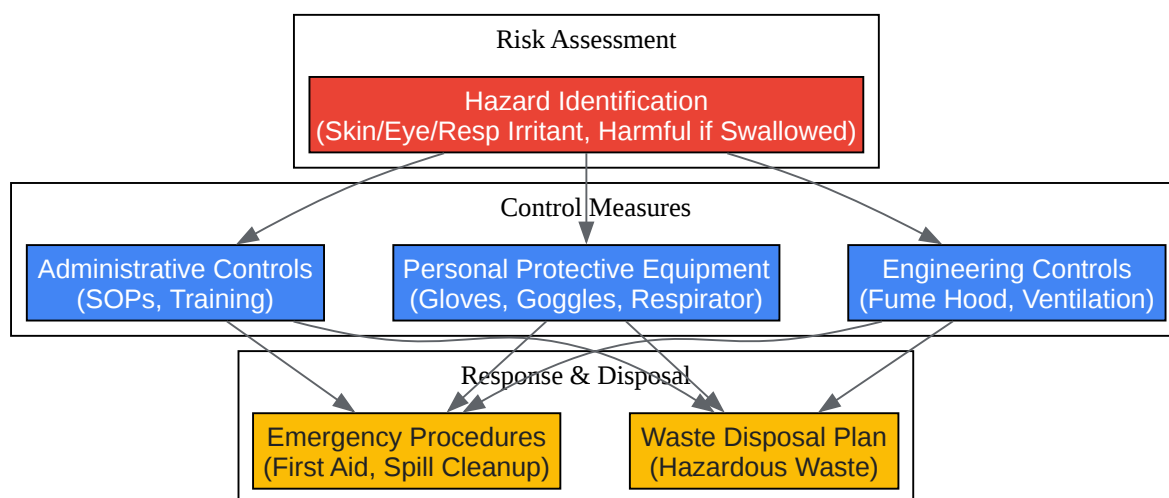 Risk Assessment
Hazard Identification
(Skin/Eye/Resp Irritant, Harmful if Swallowed)
Control Measures
Administrative Controls
(SOPs, Training)
Personal Protective Equipment
(Gloves, Goggles, Respirator)
Engineering Controls
(Fume Hood, Ventilation)
Response & Disposal
Emergency Procedures
(First Aid, Spill Cleanup)
Waste Disposal Plan
(Hazardous Waste)